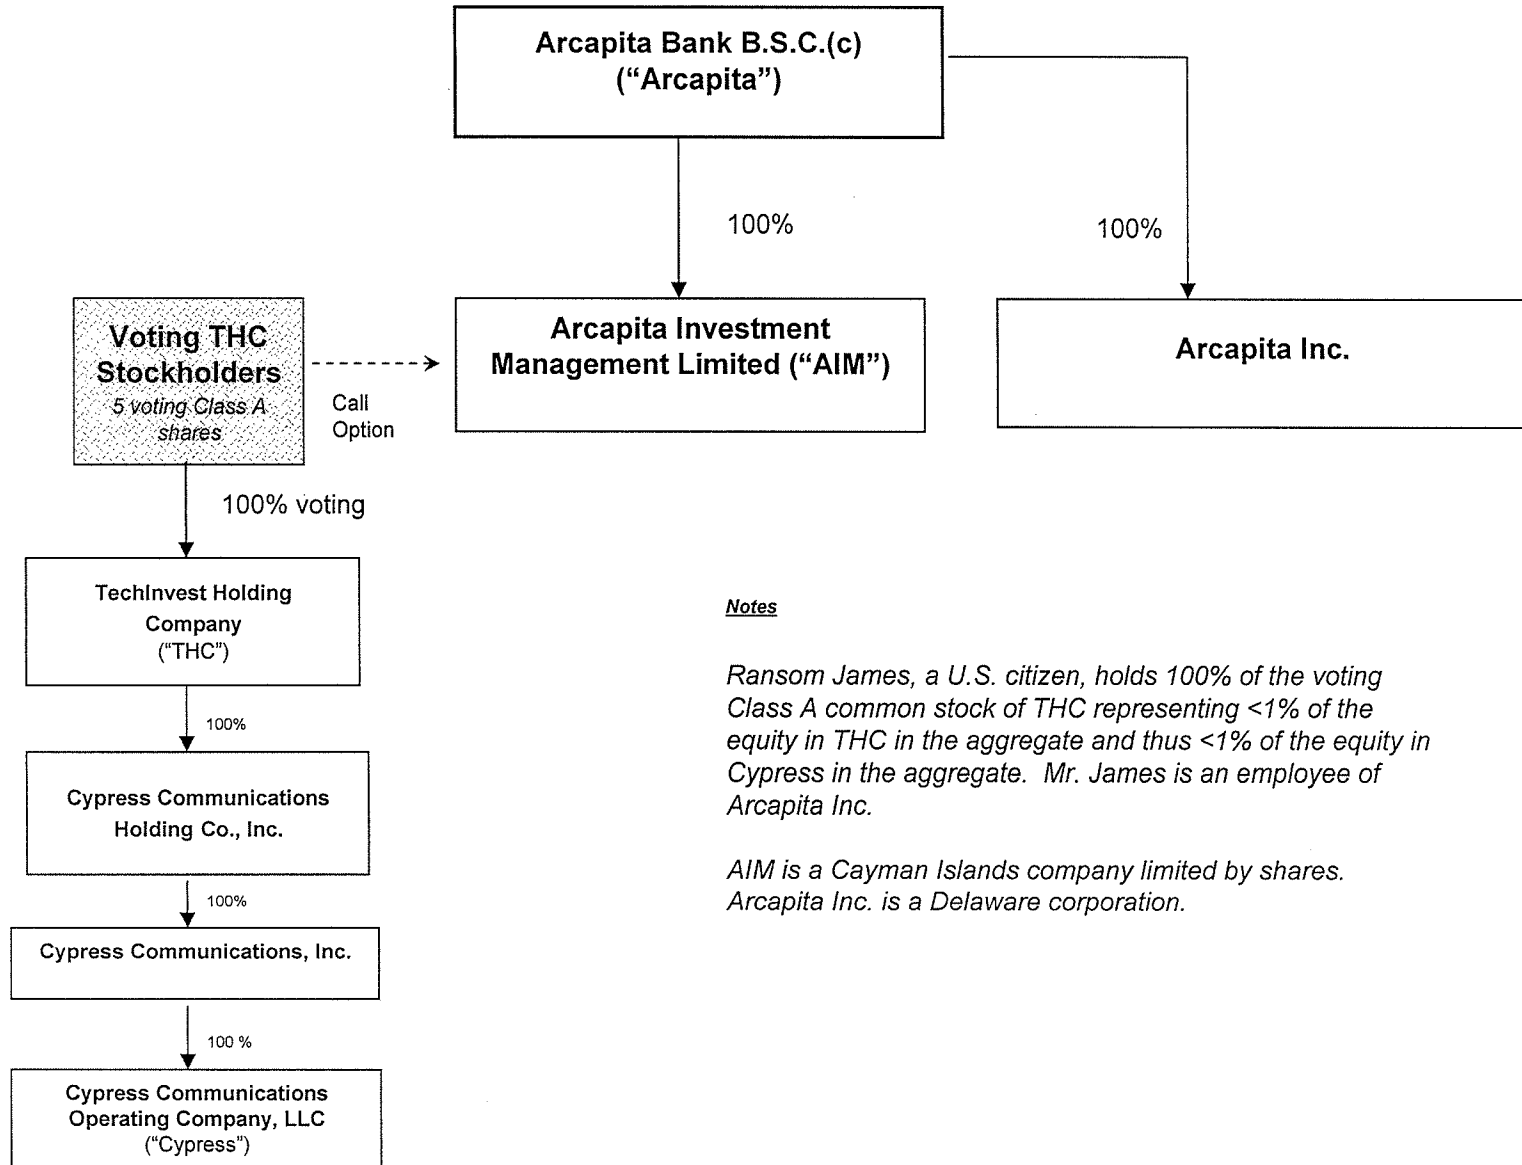 Arcapita Bank B.S.C.(c)
(“Arcapita”)
100%
100%
Voting THC
Stockholders
5 voting Class A
shares
Call
Option
Arcapita Investment
Management Limited (“AIM”)
Arcapita Inc.
100% voting
TechInvest Holding
Company
(“THC”)
100%
Cypress Communications
Holding Co., Inc.
100%
Cypress Communications, Inc.
100 %
Cypress Communications
Operating Company, LLC
(“Cypress”)
Notes
Ransom James, a U.S. citizen, holds 100% of the voting
Class A common stock of THC representing <1% of the
equity in THC in the aggregate and thus <1% of the equity in
Cypress in the aggregate.  Mr. James is an employee of
Arcapita Inc.
AIM is a Cayman Islands company limited by shares.
Arcapita Inc. is a Delaware corporation.